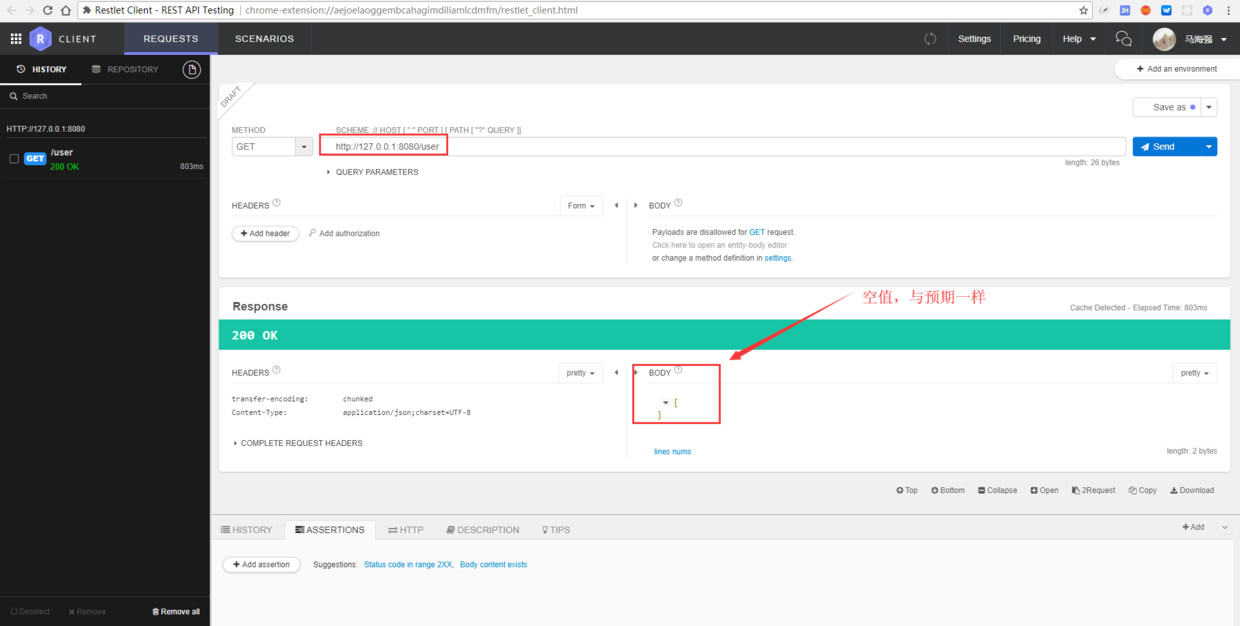 Restlet Client - REST API Testing | chrome-extension://aejoelaoggembcahagimdiliamlcdmfm/restlet_client.html
R CLIENT REQUESTS SCENARIOS Settings Pricing Help 马海强
HISTORY REPOSITORY
Add an environment
Search
DRAFT
Save as
HTTP://127.0.0.1:8080
METHOD SCHEME :// HOST [ ":" PORT ] [ PATH [ "?" QUERY ]]
GET http://127.0.0.1:8080/user Send
GET /user
200 OK 803ms
length: 26 bytes
QUERY PARAMETERS
HEADERS Form BODY
Add header Add authorization
Payloads are disallowed for GET request.
Click here to open an entity-body editor
or change a method definition in settings.
空值，与预期一样
Response Cache Detected - Elapsed Time: 803ms
200 OK
HEADERS pretty BODY pretty
transfer-encoding: chunked
Content-Type: application/json;charset=UTF-8
[
]
COMPLETE REQUEST HEADERS
lines nums length: 2 bytes
Top Bottom Collapse Open 2Request Copy Download
HISTORY ASSERTIONS HTTP DESCRIPTION TIPS Add
Add assertion Suggestions: Status code in range 2XX, Body content exists
Deselect Remove Remove all